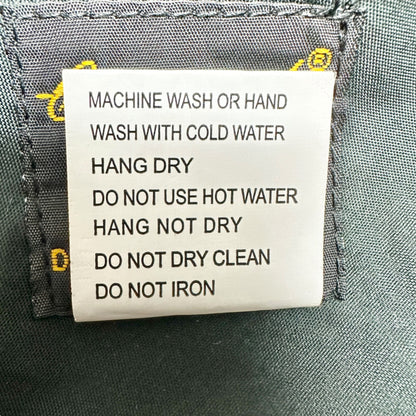 ®
MACHINE WASH OR HAND
WASH WITH COLD WATER
HANG DRY
DO NOT USE HOT WATER
HANG NOT DRY
DO NOT DRY CLEAN
DO NOT IRON
D